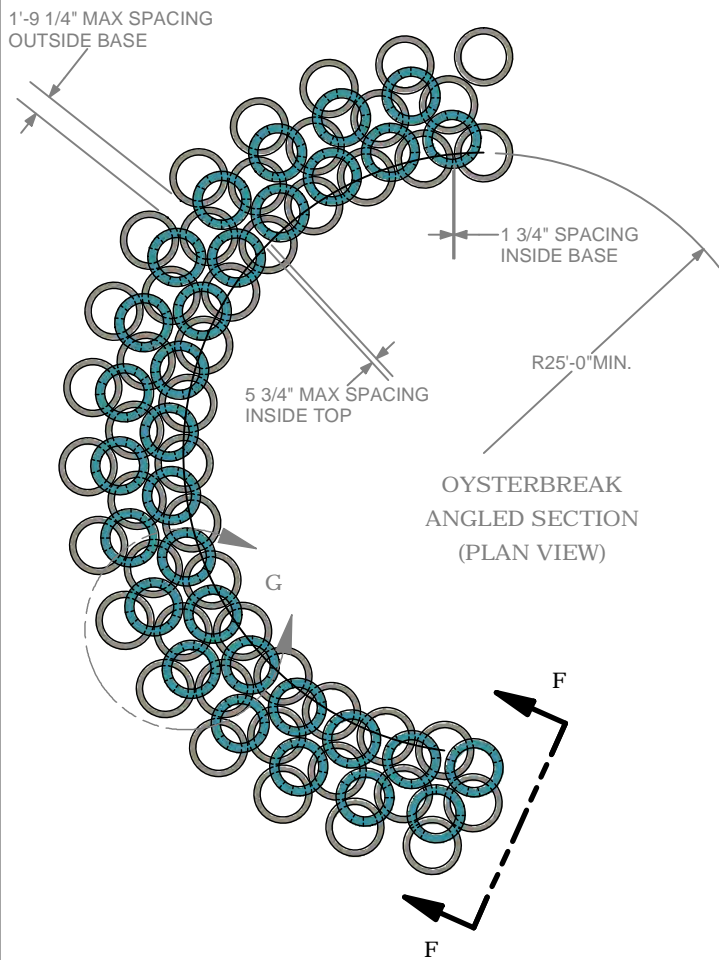 1'-9 1/4" MAX SPACING
OUTSIDE BASE
1 3/4" SPACING
INSIDE BASE
R25'-0"MIN.
5 3/4" MAX SPACING
INSIDE TOP
OYSTERBREAK
ANGLED SECTION
(PLAN VIEW)
G
F
F